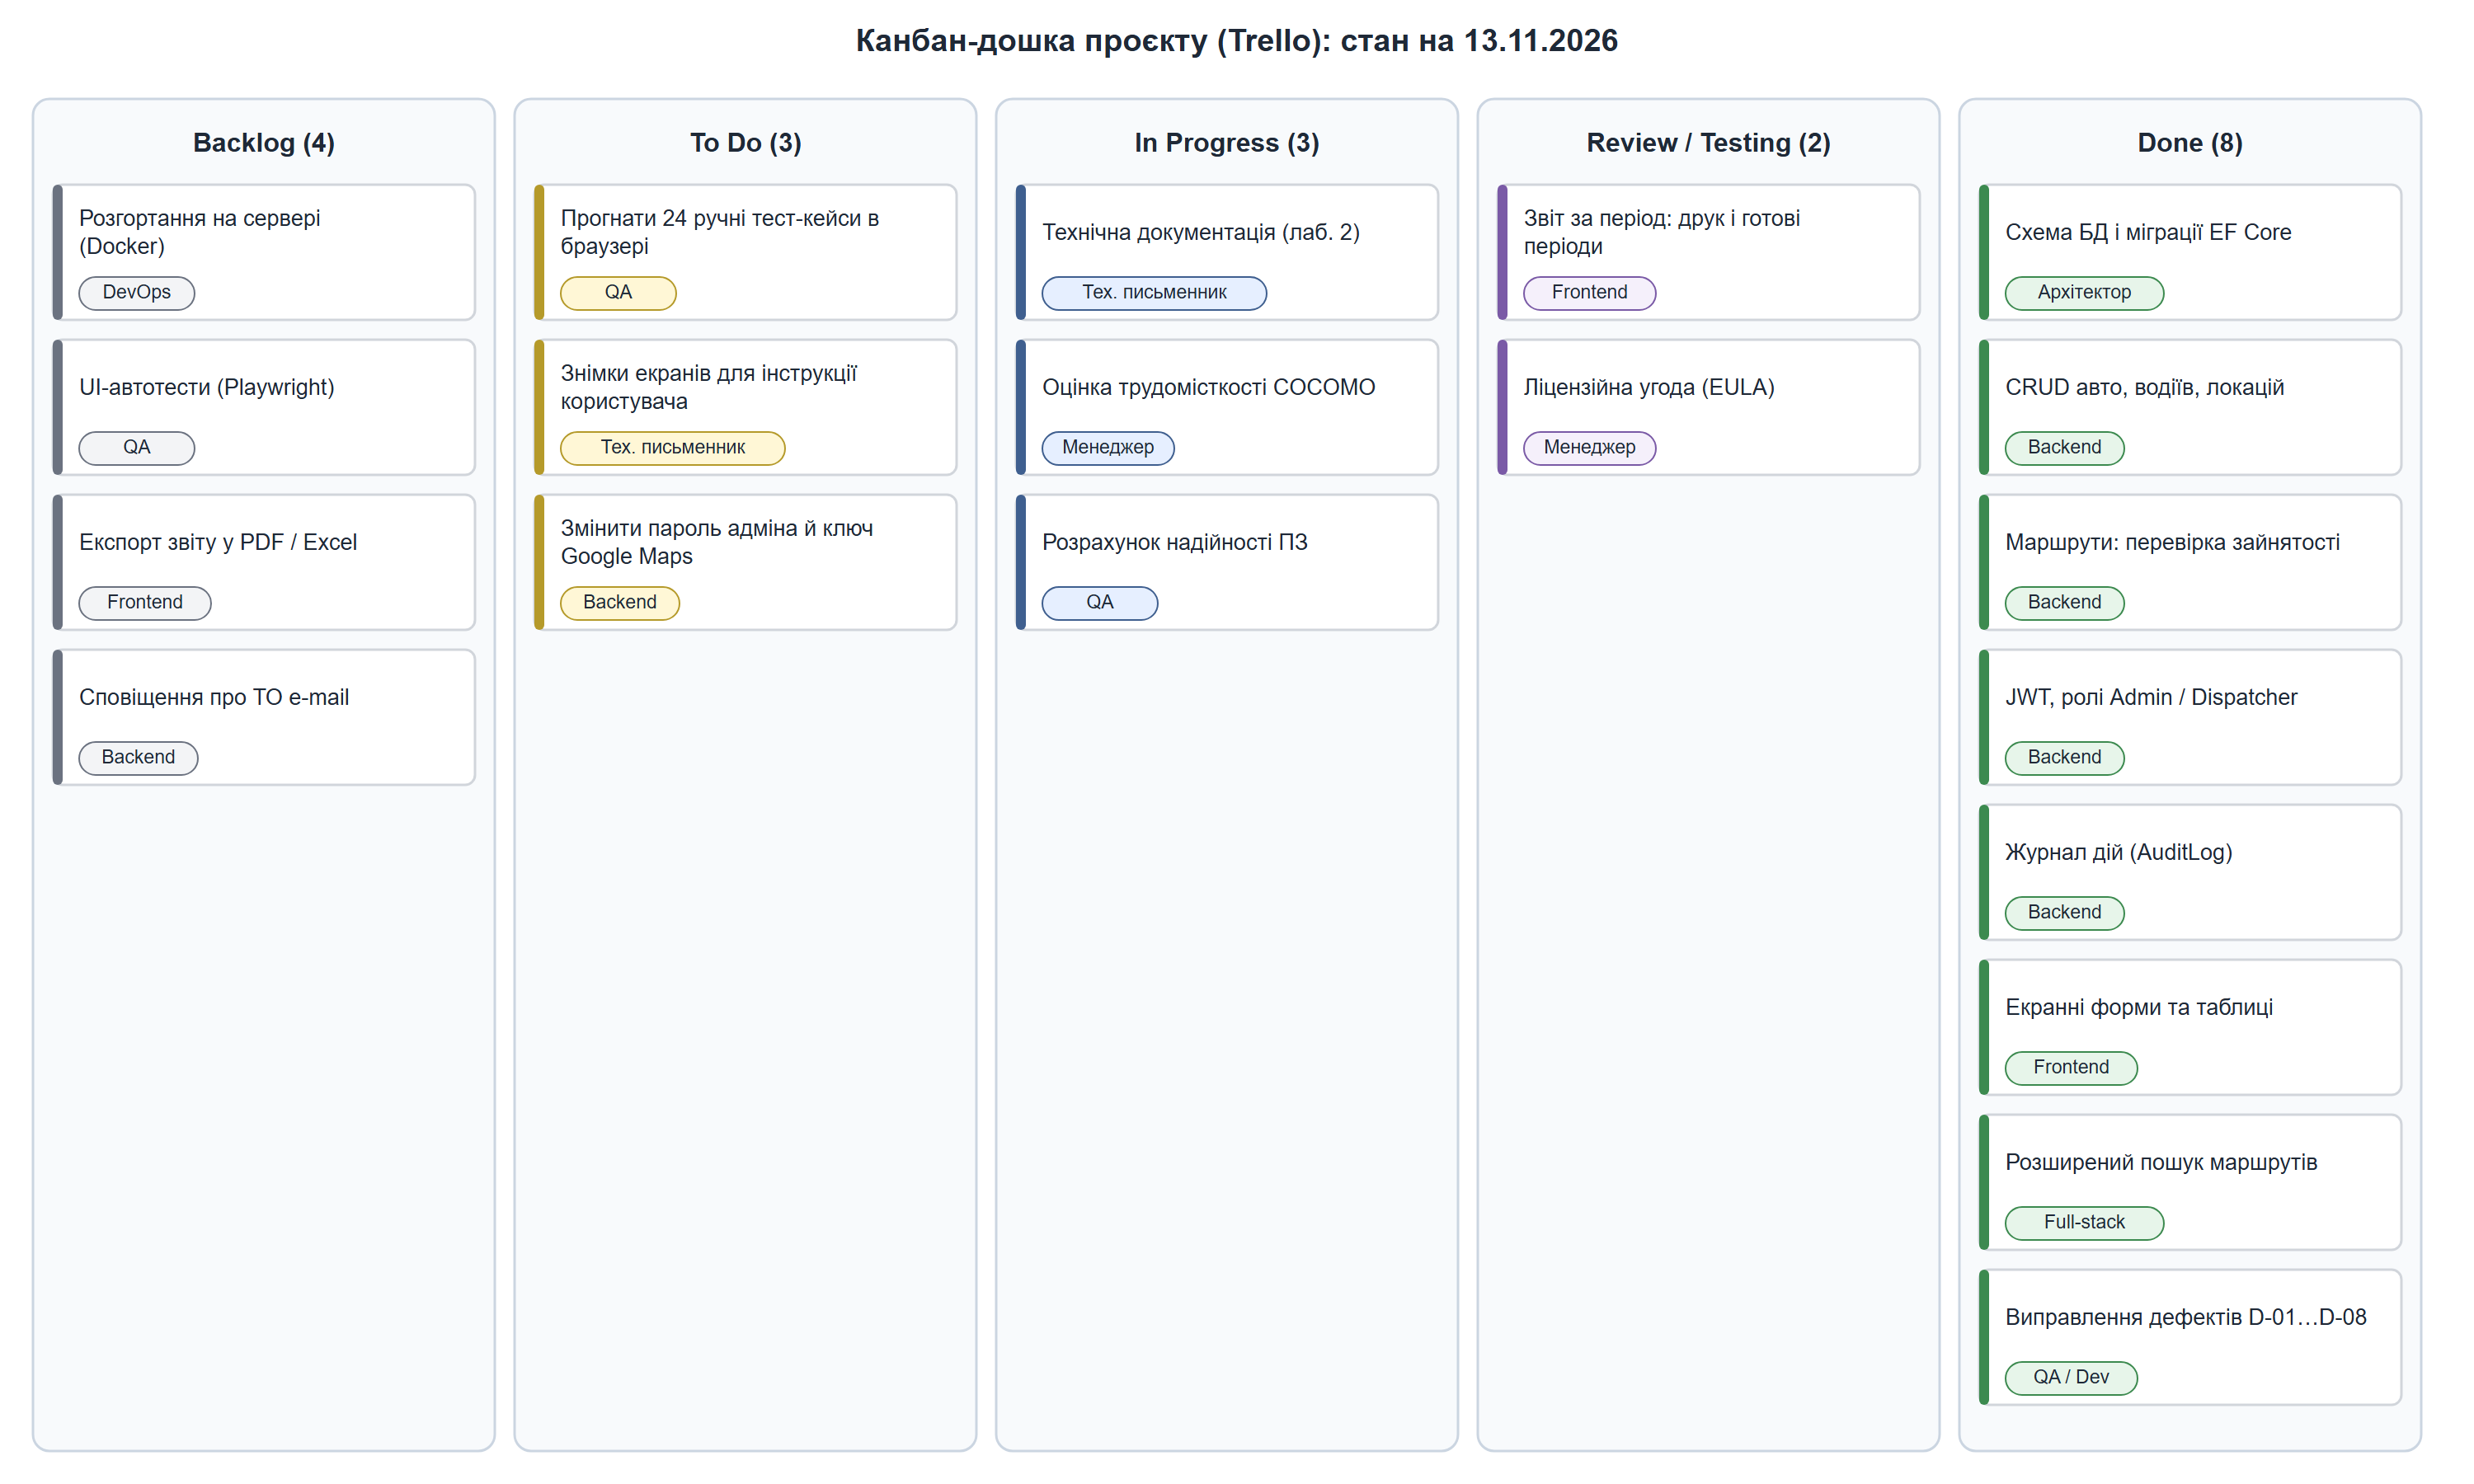 Канбан-дошка проєкту (Trello): стан на 13.11.2026
Backlog (4)
Розгортання на сервері
(Docker)
DevOps
UI-автотести (Playwright)
QA
Експорт звіту у PDF / Excel
Frontend
Сповіщення про ТО e-mail
Backend
To Do (3)
Прогнати 24 ручні тест-кейси в
браузері
QA
Знімки екранів для інструкції
користувача
Тех. письменник
Змінити пароль адміна й ключ
Google Maps
Backend
In Progress (3)
Технічна документація (лаб. 2)
Тех. письменник
Оцінка трудомісткості COCOMO
Менеджер
Розрахунок надійності ПЗ
QA
Review / Testing (2)
Звіт за період: друк і готові
періоди
Frontend
Ліцензійна угода (EULA)
Менеджер
Done (8)
Схема БД і міграції EF Core
Архітектор
CRUD авто, водіїв, локацій
Backend
Маршрути: перевірка зайнятості
Backend
JWT, ролі Admin / Dispatcher
Backend
Журнал дій (AuditLog)
Backend
Екранні форми та таблиці
Frontend
Розширений пошук маршрутів
Full-stack
Виправлення дефектів D-01…D-08
QA / Dev